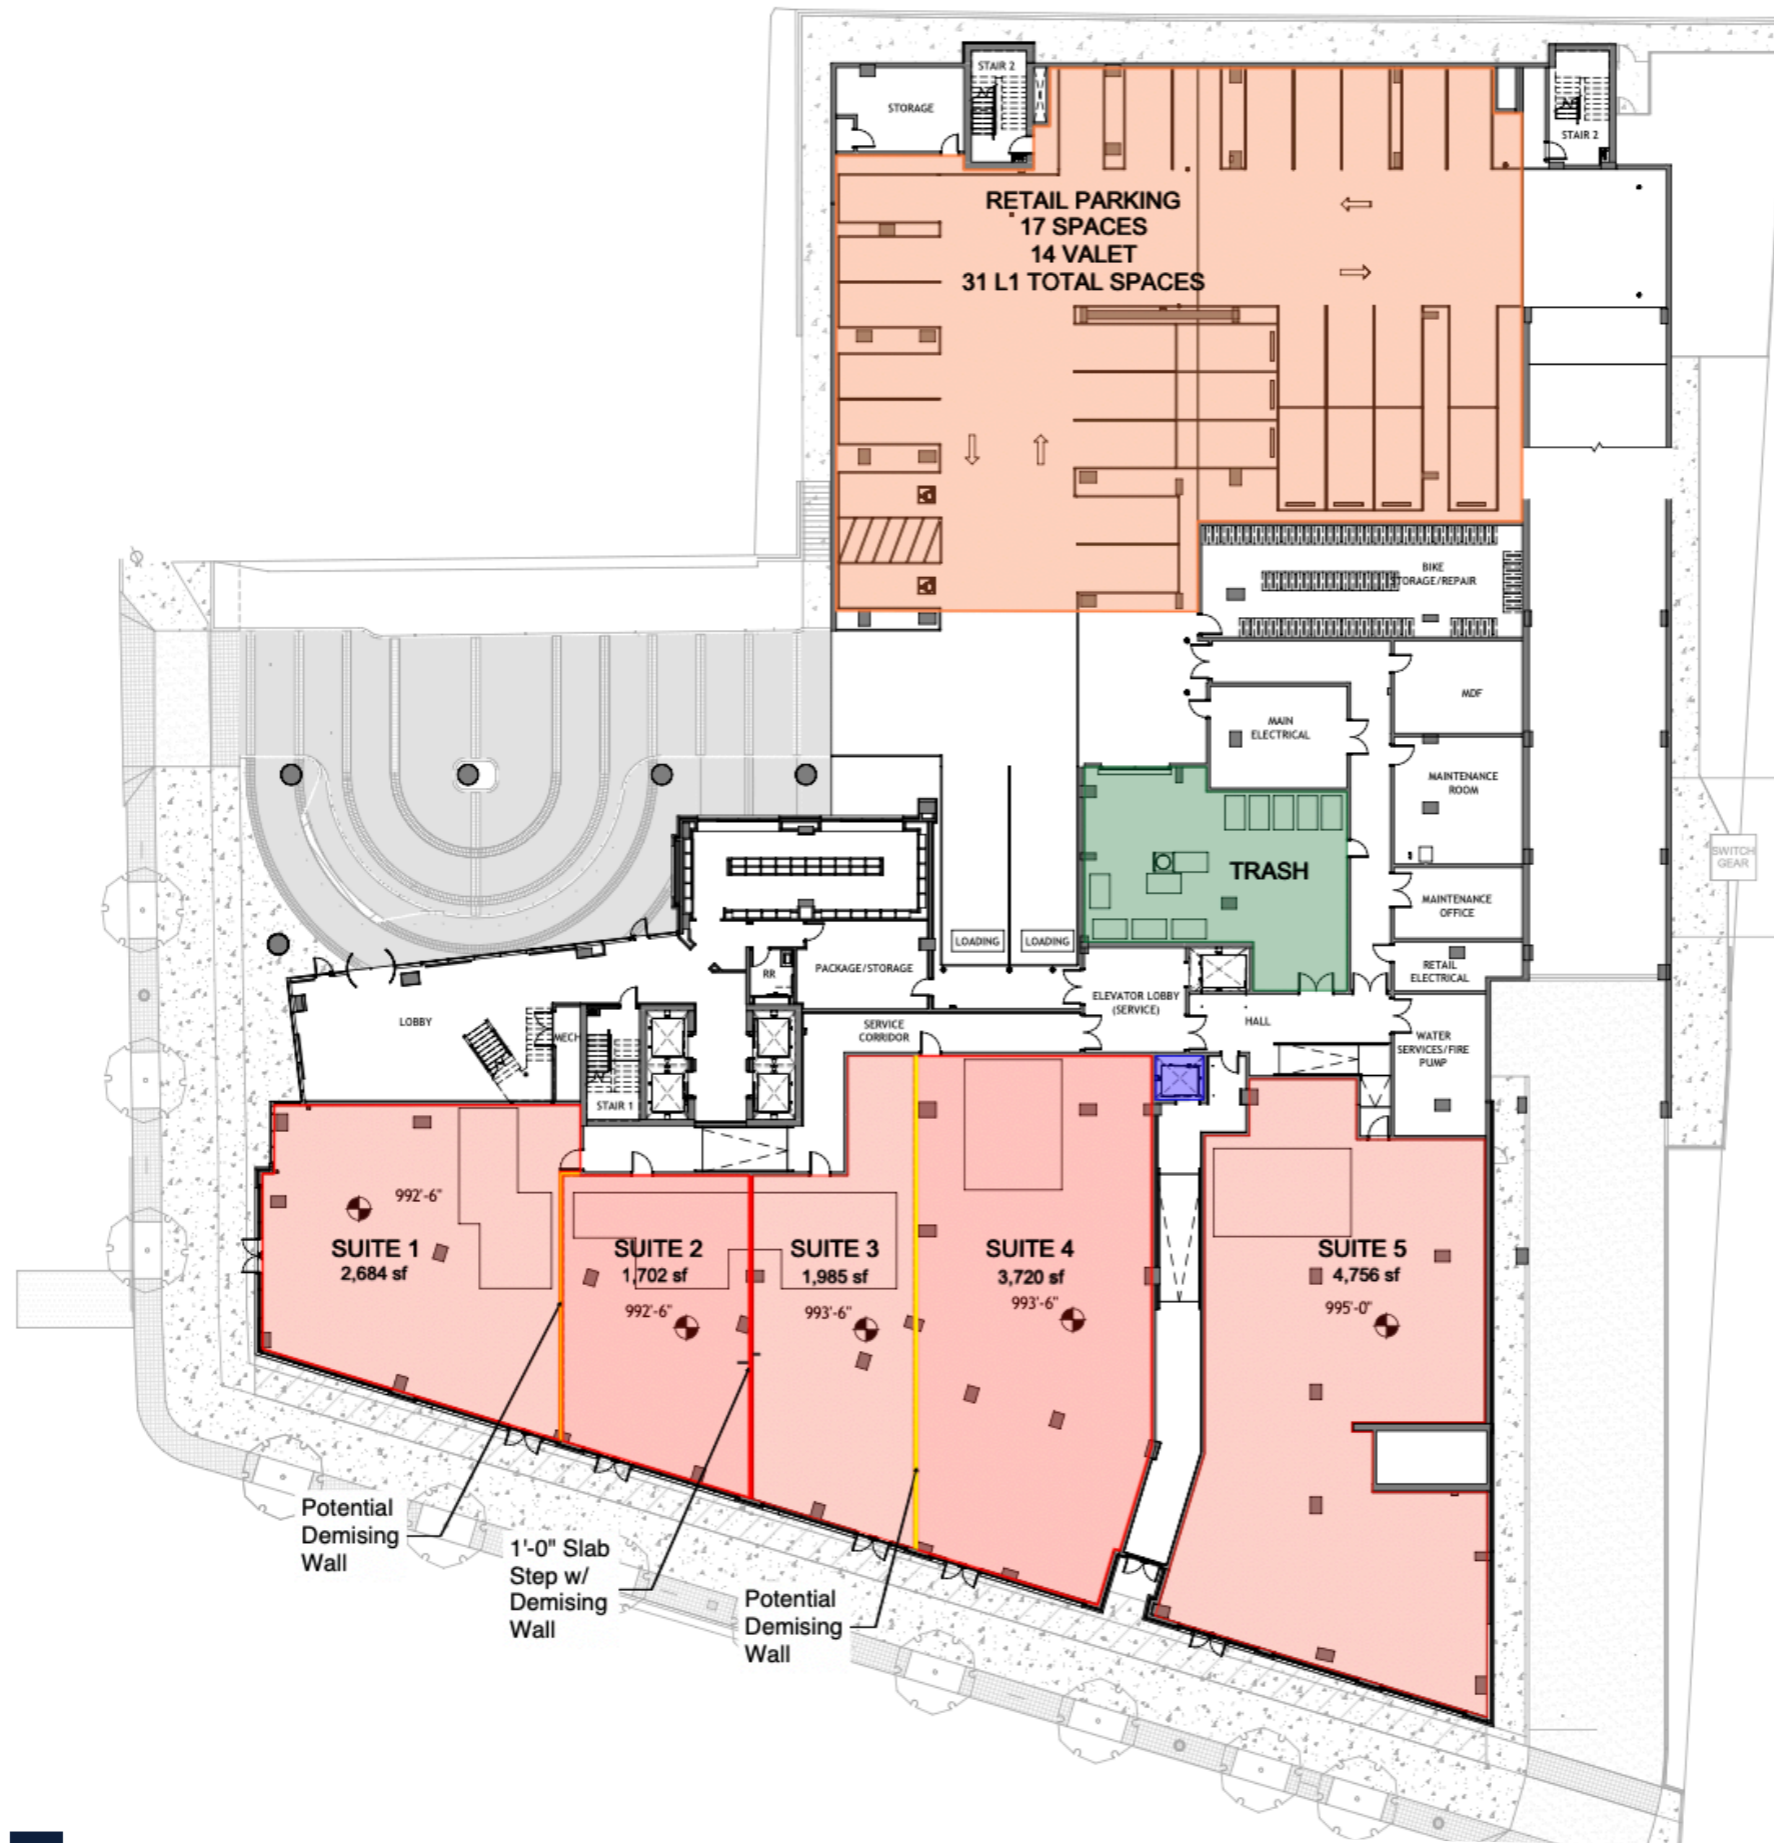 STAIR 2
STORAGE
STAIR 2
RETAIL PARKING
17 SPACES
14 VALET
31 L1 TOTAL SPACES
BIKE
STORAGE/REPAIR
MDF
MAIN
ELECTRICAL
MAINTENANCE
ROOM
SWITCH
GEAR
TRASH
MAINTENANCE
OFFICE
LOADING
LOADING
RR
PACKAGE/STORAGE
RETAIL
ELECTRICAL
ELEVATOR LOBBY
(SERVICE)
LOBBY
MECH
SERVICE
CORRIDOR
HALL
WATER
SERVICES/FIRE
PUMP
STAIR 1
992'-6"
SUITE 1
2,684 sf
SUITE 2
1,702 sf
992'-6"
SUITE 3
1,985 sf
993'-6"
SUITE 4
3,720 sf
993'-6"
SUITE 5
4,756 sf
995'-0"
Potential
Demising
Wall
1'-0" Slab
Step w/
Demising
Wall
Potential
Demising
Wall